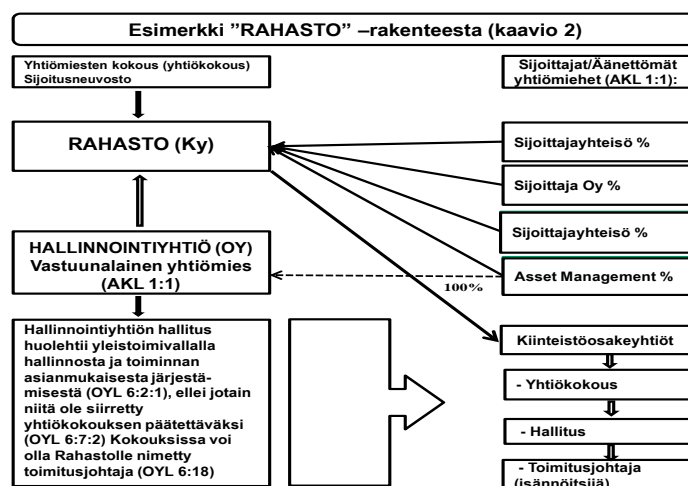 Esimerkki ”RAHASTO” –rakenteesta (kaavio 2)
Yhtiömiesten kokous (yhtiökokous)
Sijoitusneuvosto
RAHASTO (Ky)
HALLINNOINTIYHTIÖ (OY)
Vastuunalainen yhtiömies
(AKL 1:1)
Hallinnointiyhtiön hallitus
huolehtii yleistoimivallalla
hallinnosta ja toiminnan
asianmukaisesta järjestä-
misestä (OYL 6:2:1), ellei jotain
niitä ole siirretty
yhtiökokouksen päätettäväksi
(OYL 6:7:2) Kokouksissa voi
olla Rahastolle nimetty
toimitusjohtaja (OYL 6:18)
Sijoittajat/Äänettömät
yhtiömiehet (AKL 1:1):
Sijoittajayhteisö %
Sijoittaja Oy %
Sijoittajayhteisö %
Asset Management %
100%
Kiinteistöosakeyhtiöt
- Yhtiökokous
- Hallitus
- Toimitusjohtaja
(isännöitsijä)